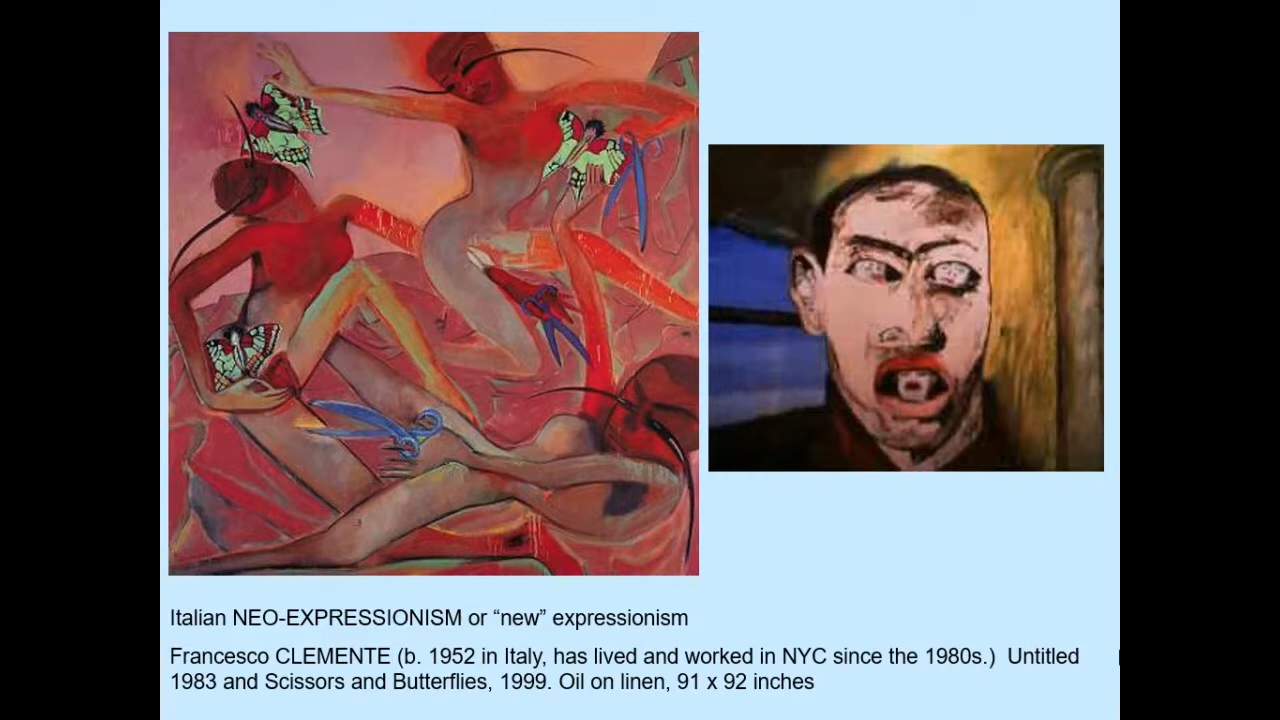 Italian NEO-EXPRESSIONISM or “new” expressionism
Francesco CLEMENTE (b. 1952 in Italy, has lived and worked in NYC since the 1980s.)  Untitled
1983 and Scissors and Butterflies, 1999. Oil on linen, 91 x 92 inches